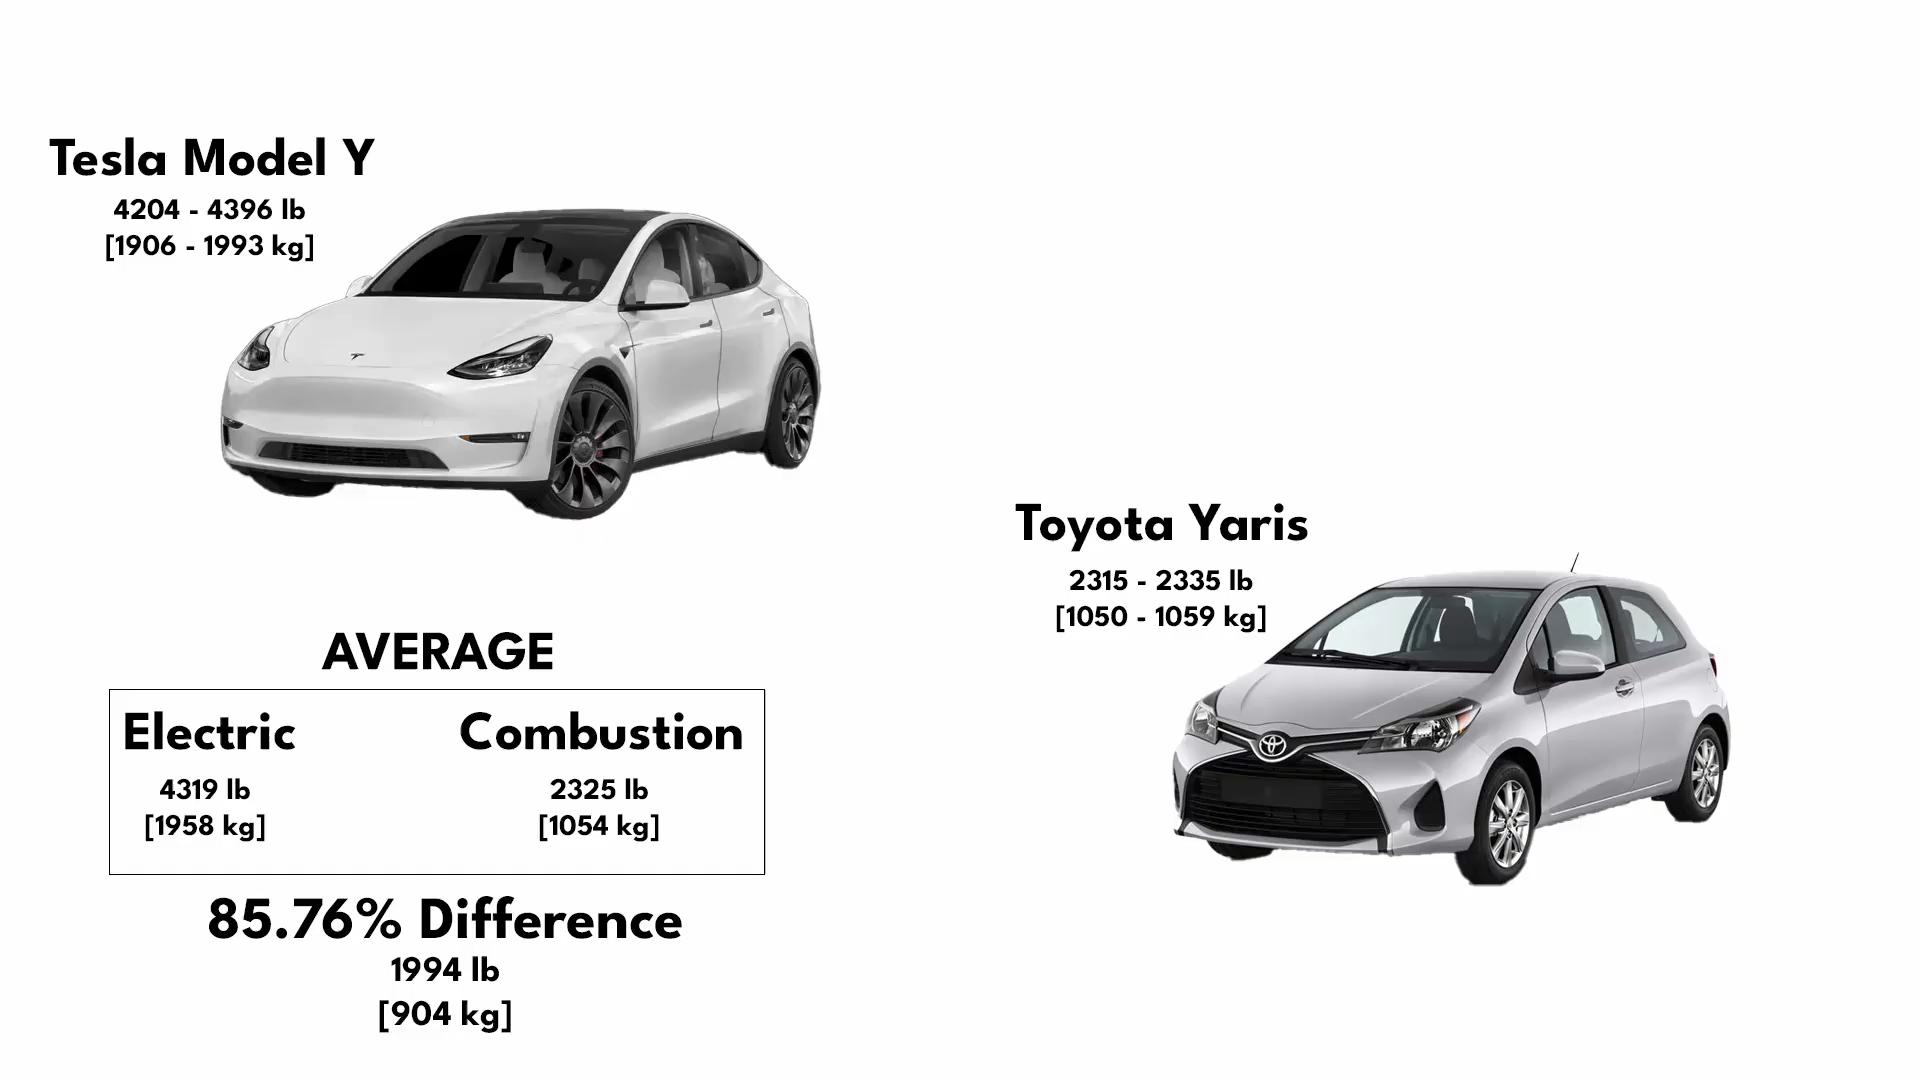 Tesla Model Y
4204 - 4396 lb
[1906 - 1993 kg]
Toyota Yaris
2315 - 2335 lb
[1050 - 1059 kg]
AVERAGE
Electric
4319 lb
[1958 kg]
Combustion
2325 lb
[1054 kg]
85.76% Difference
1994 lb
[904 kg]